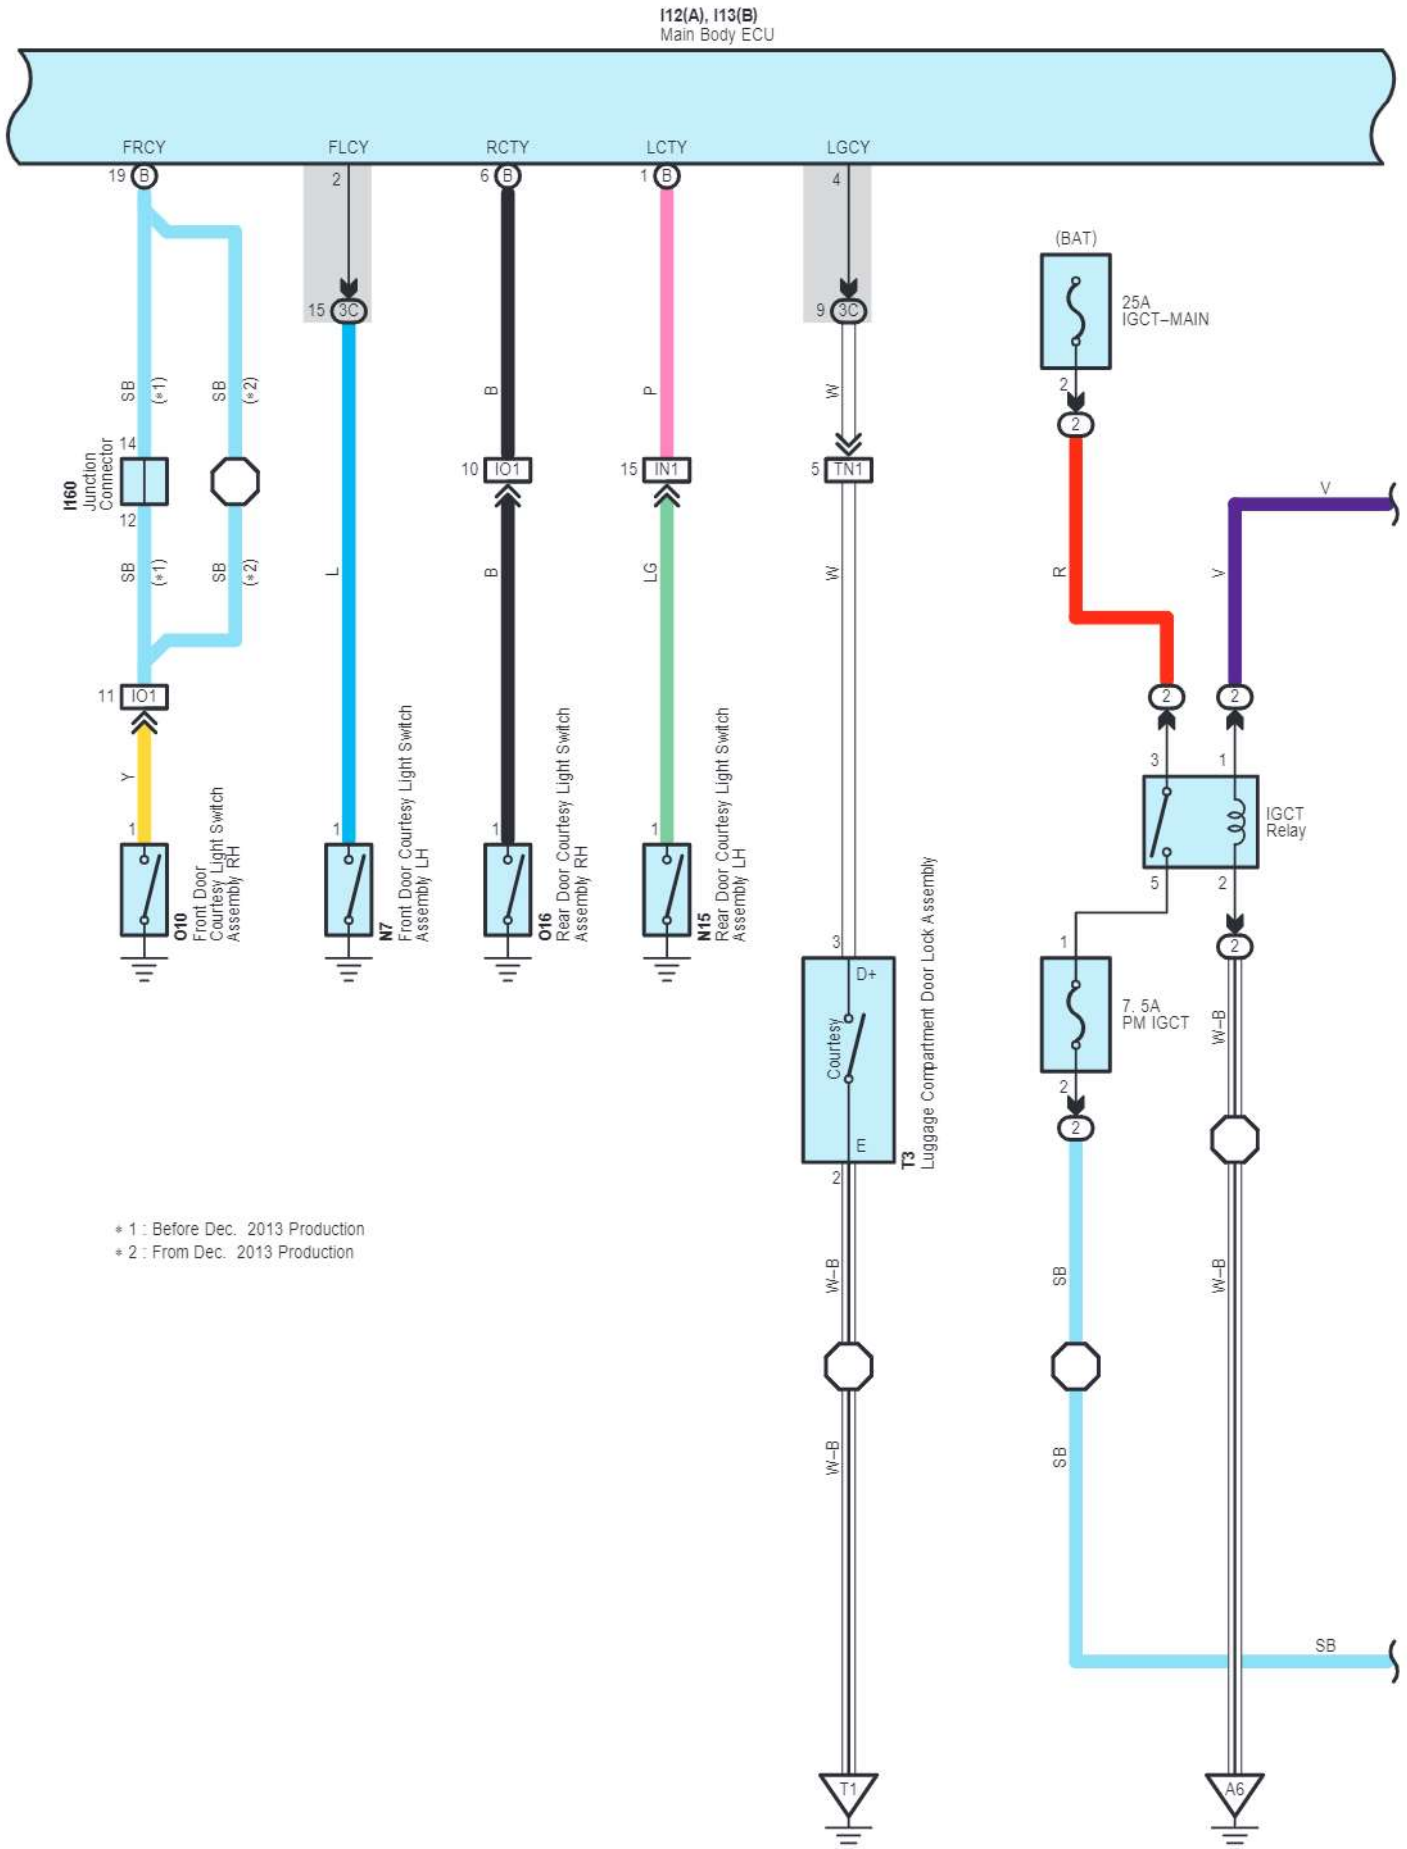 I12(A), I13(B)
Main Body ECU
FRCY
FLCY
RCTY
LCTY
LGCY
19 B
2
6 B
1 B
4
(BAT)
15 3C
9 3C
25A
IGCT–MAIN
2
2
SB
(∗1)
SB
(∗2)
B
P
W
14
I160
Junction
Connector
12
10 IO1
15 IN1
5 TN1
V
SB
(∗1)
SB
(∗2)
L
B
LG
W
R
V
11 IO1
2
2
Y
3
1
1
O10
Front Door
Courtesy Light Switch
Assembly RH
1
N7
Front Door Courtesy Light Switch
Assembly LH
1
O16
Rear Door Courtesy Light Switch
Assembly RH
1
N15
Rear Door Courtesy Light Switch
Assembly LH
IGCT
Relay
5
2
3
1
2
D+
Courtesy
E
T3
Luggage Compartment Door Lock Assembly
2
7. 5A
PM IGCT
W–B
2
2
∗ 1 : Before Dec. 2013 Production
∗ 2 : From Dec. 2013 Production
W–B
SB
W–B
W–B
SB
SB
T1
A6